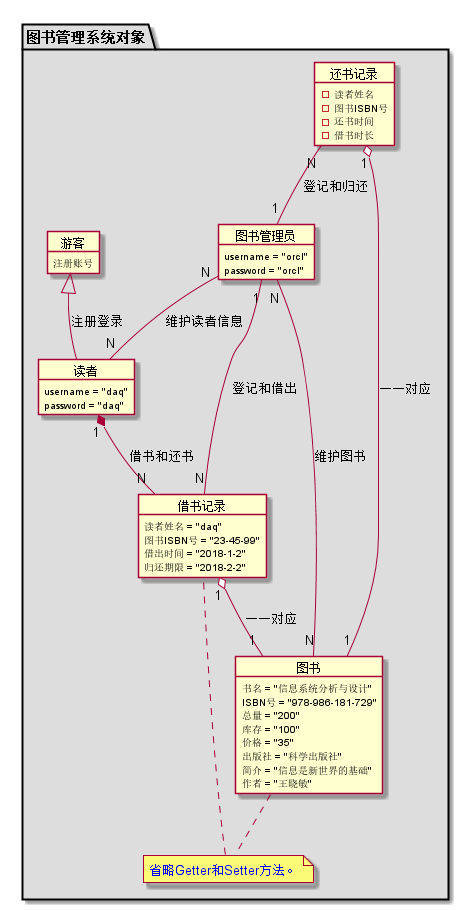 图书管理系统对象
还书记录
读者姓名
图书ISBN号
还书时间
借书时长
N
1
登记和归还
1
图书管理员
username = "orcl"
password = "orcl"
游客
注册账号
N
1
N
注册登录
维护读者信息
N
读者
username = "daq"
password = "daq"
一一对应
登记和借出
1
借书和还书
维护图书
N
N
借书记录
读者姓名 = "daq"
图书ISBN号 = "23-45-99"
借出时间 = "2018-1-2"
归还期限 = "2018-2-2"
1
一一对应
1
N
1
图书
书名 = "信息系统分析与设计"
ISBN号 = "978-986-181-729"
总量 = "200"
库存 = "100"
价格 = "35"
出版社 = "科学出版社"
简介 = "信息是新世界的基础"
作者 = "王晓敏"
省略Getter和Setter方法。